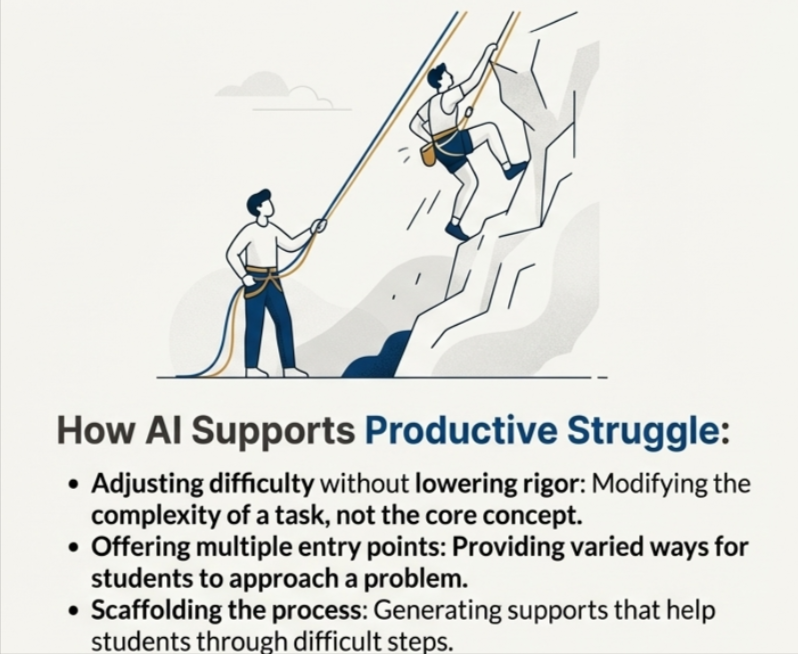 How AI Supports Productive Struggle:
• Adjusting difficulty without lowering rigor: Modifying the
complexity of a task, not the core concept.
• Offering multiple entry points: Providing varied ways for
students to approach a problem.
• Scaffolding the process: Generating supports that help
students through difficult steps.